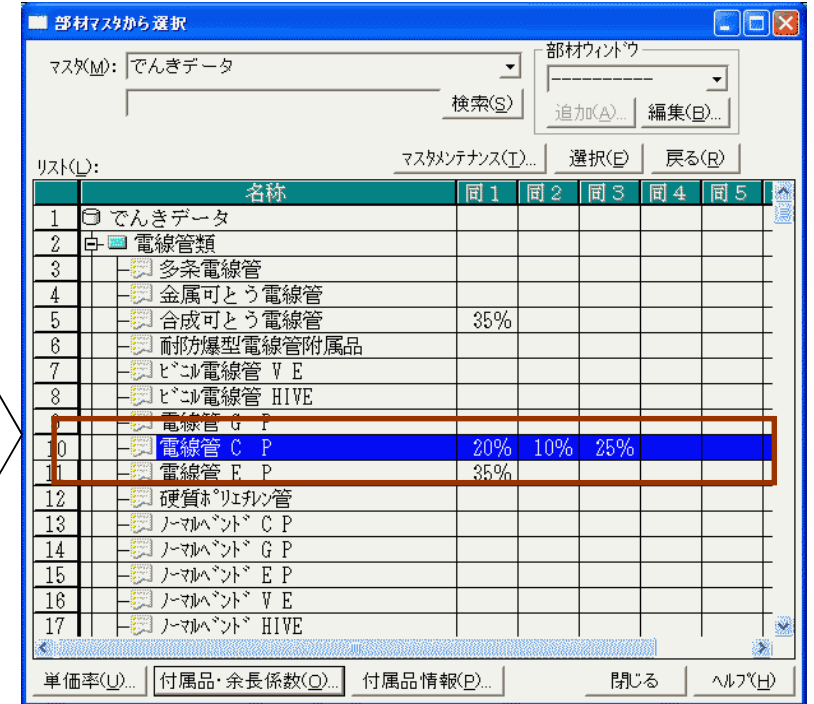 部材マスタから選択
マスタ(M): でんきデータ
部材ウィンドウ
----------
検索(S)
追加(A)... 編集(B)...
リスト(L):
マスタメンテナンス(T)... 選択(E) 戻る(R)
名称 同1 同2 同3 同4 同5
1 でんきデータ
2 電線管類
3 多条電線管
4 金属可とう電線管
5 合成可とう電線管 35%
6 耐防爆型電線管附属品
7 ビニル電線管 V E
8 ビニル電線管 HIVE
9 電線管 G P
10 電線管 C P 20% 10% 25%
11 電線管 E P 35%
12 硬質ポリエチレン管
13 ノーマルベンド C P
14 ノーマルベンド G P
15 ノーマルベンド E P
16 ノーマルベンド V E
17 ノーマルベンド HIVE
単価率(U)... 付属品・余長係数(O)... 付属品情報(P)... 閉じる ヘルプ(H)